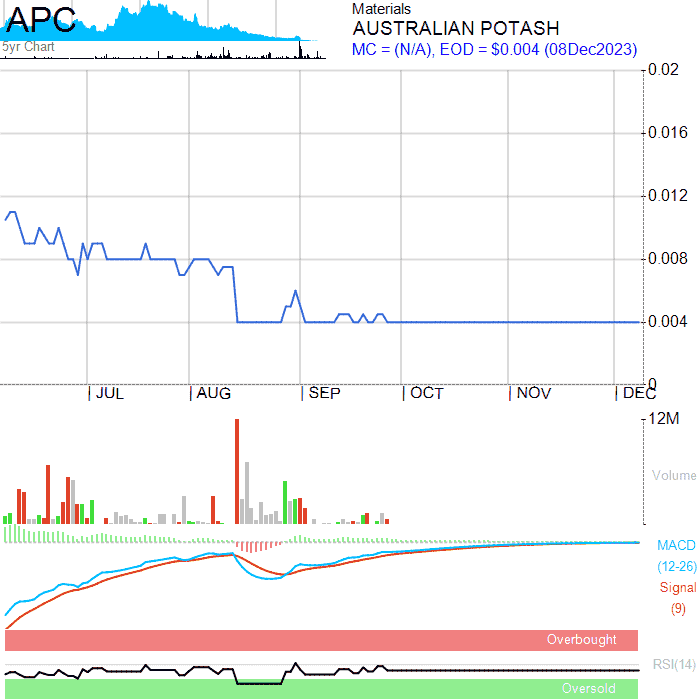 APC
5yr Chart
Materials
AUSTRALIAN POTASH
MC = (N/A), EOD = $0.004 (08Dec2023)
0.02
0.016
0.012
0.008
0.004
0
JUL AUG SEP OCT NOV DEC
12M
Volume
MACD
(12-26)
Signal
(9)
Overbought
RSI(14)
Oversold